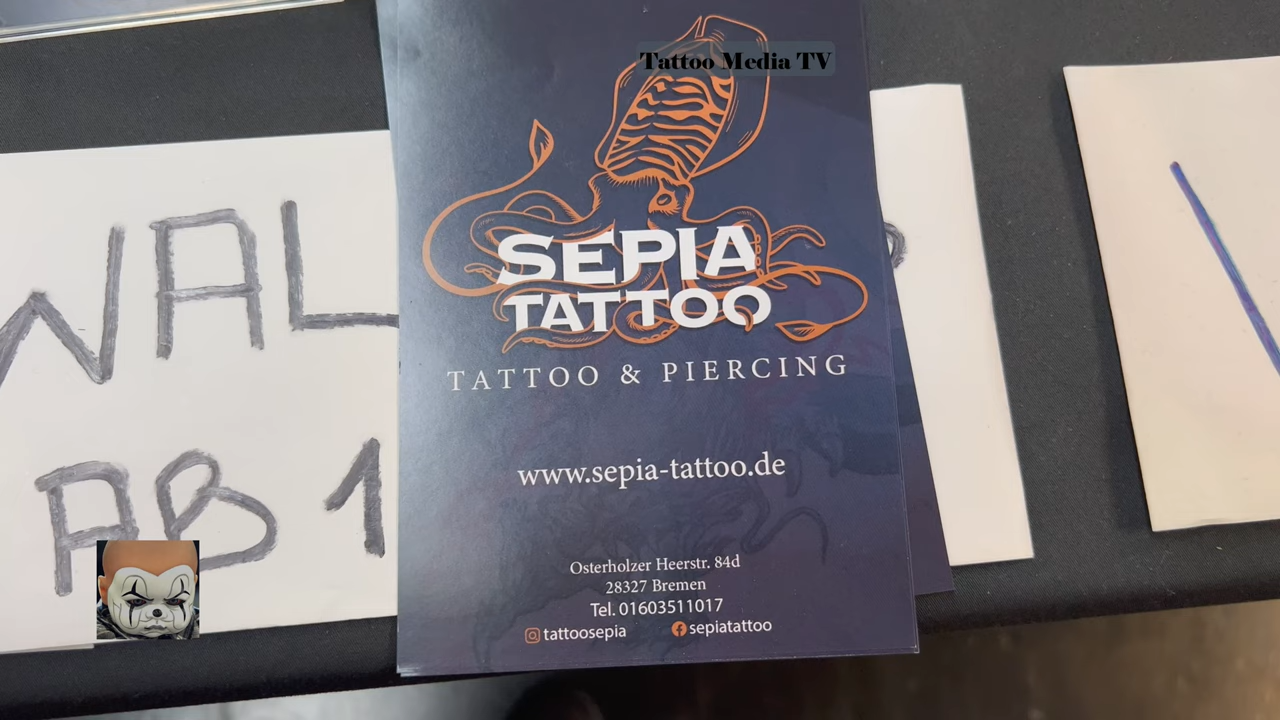 Tattoo Media TV
SEPIA
TATTOO
TATTOO & PIERCING
www.sepia-tattoo.de
Osterholzer Heerstr. 84d
28327 Bremen
Tel. 01603511017
tattoosepia
sepiatattoo
WAL
AB 1